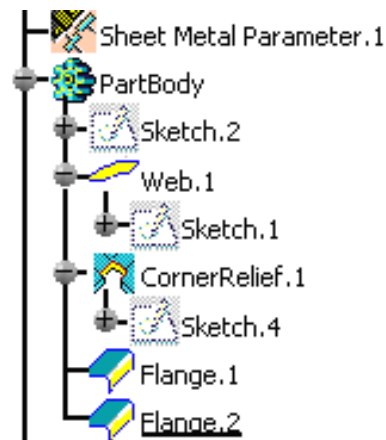 Sheet Metal Parameter.1
PartBody
Sketch.2
Web.1
Sketch.1
CornerRelief.1
Sketch.4
Flange.1
Flange.2